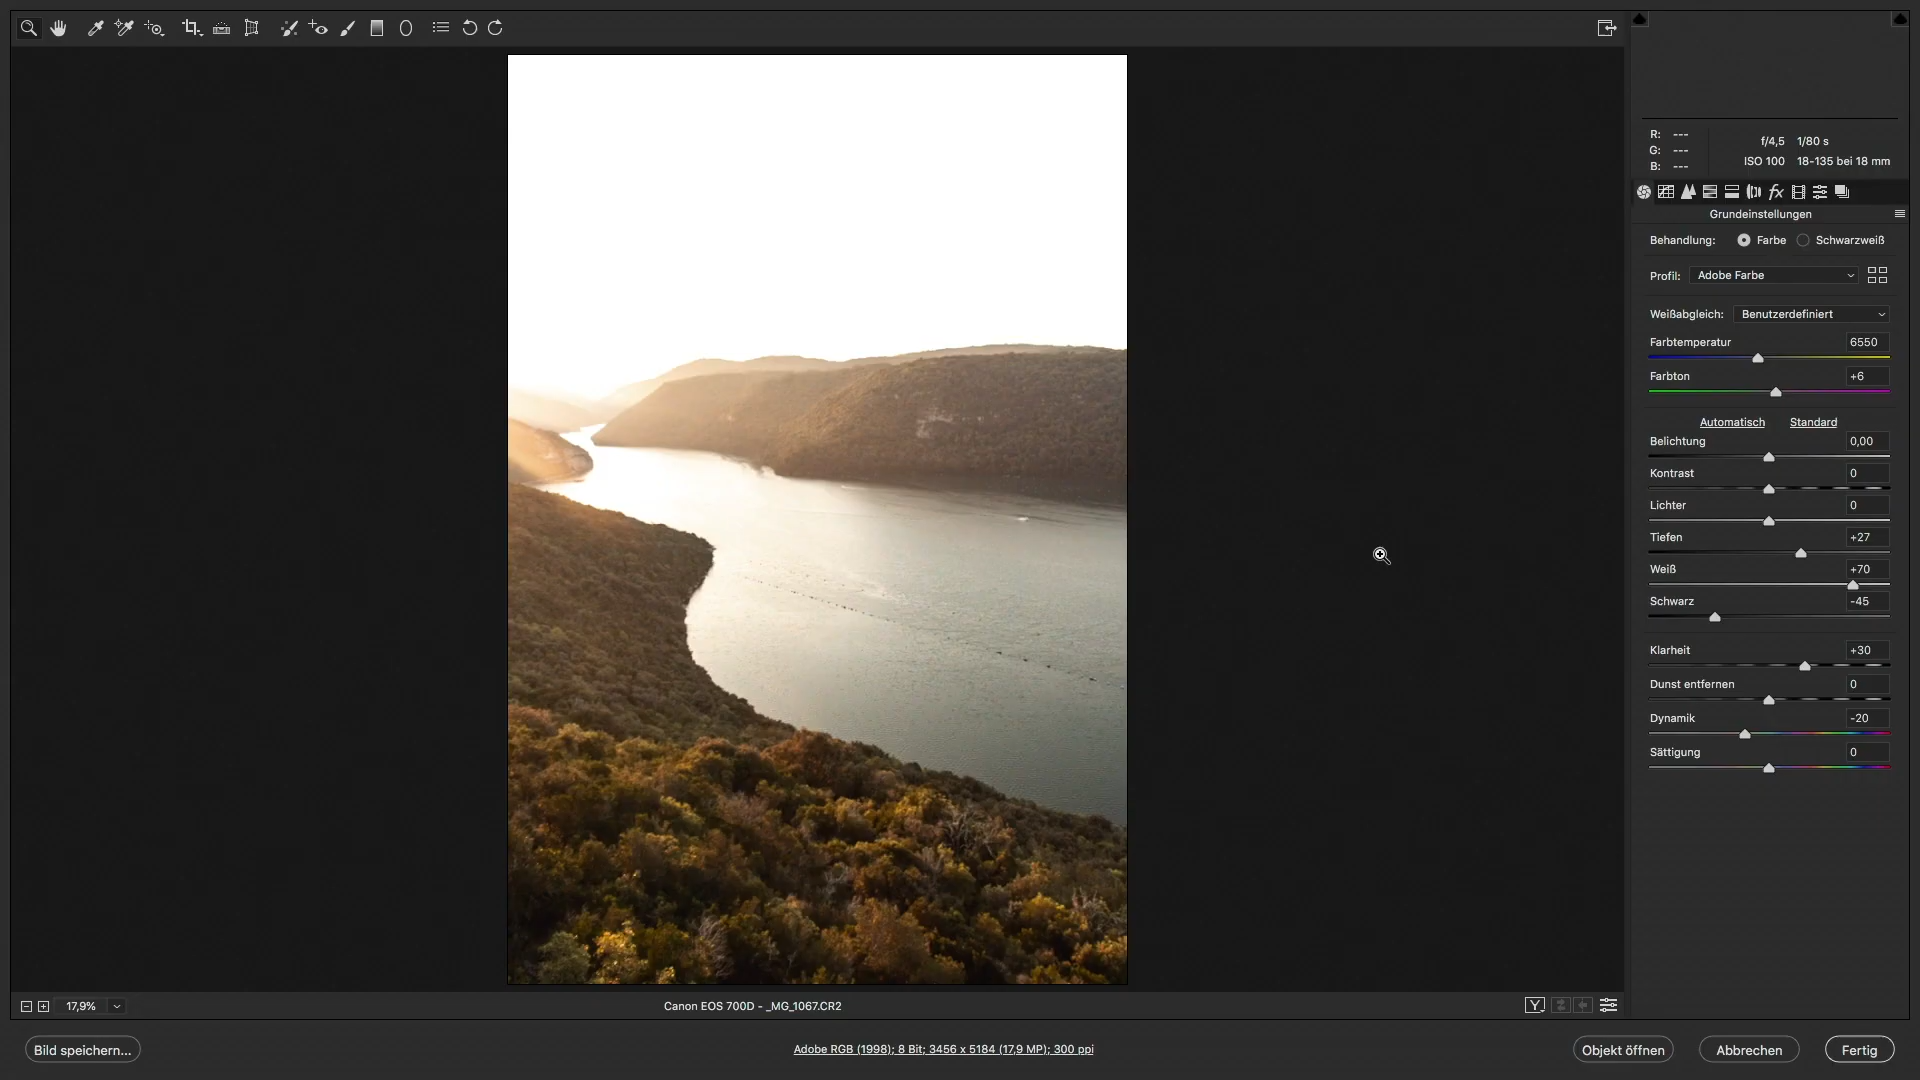 R: ---
G: ---
B: ---
f/4,5 1/80 s
ISO 100 18-135 bei 18 mm
fx
Grundeinstellungen
Behandlung: Farbe Schwarzweiß
Profil: Adobe Farbe
Weißabgleich: Benutzerdefiniert
Farbtemperatur 6550
Farbton +6
Automatisch Standard
Belichtung 0,00
Kontrast 0
Lichter 0
Tiefen +27
Weiß +70
Schwarz -45
Klarheit +30
Dunst entfernen 0
Dynamik -20
Sättigung 0
17,9% Canon EOS 700D - _MG_1067.CR2 Y
Bild speichern... Adobe RGB (1998); 8 Bit; 3456 x 5184 (17,9 MP); 300 ppi Objekt öffnen Abbrechen Fertig